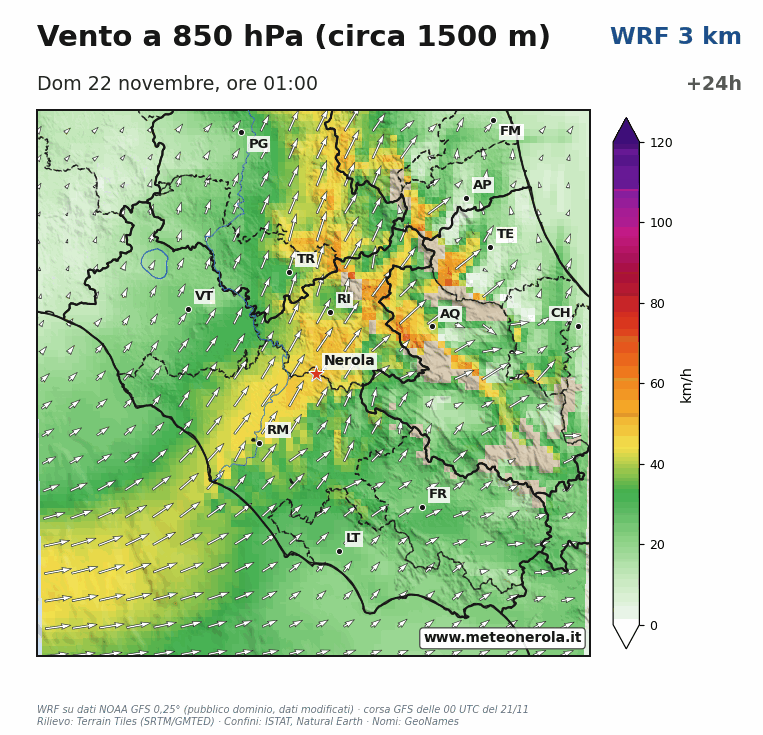 Vento a 850 hPa (circa 1500 m)
WRF 3 km
Dom 22 novembre, ore 01:00
+24h
FM
PG
AP
TE
TR
RI
VT
AQ
CH
Nerola
RM
FR
LT
www.meteonerola.it
120
100
80
60
40
20
0
km/h
WRF su dati NOAA GFS 0,25° (pubblico dominio, dati modificati) · corsa GFS delle 00 UTC del 21/11
Rilievo: Terrain Tiles (SRTM/GMTED) · Confini: ISTAT, Natural Earth · Nomi: GeoNames